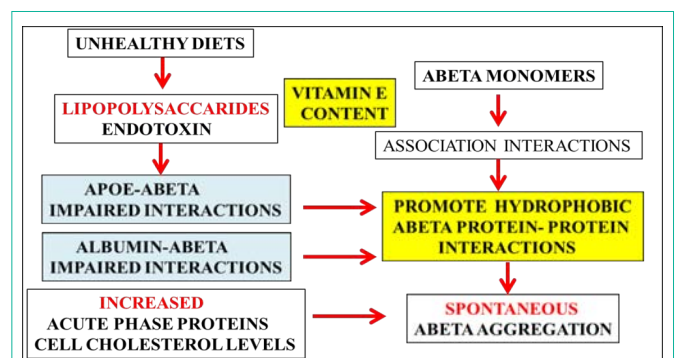 UNHEALTHY DIETS
LIPOPOLYSACCARIDES
ENDOTOXIN
VITAMIN E
CONTENT
ABETA MONOMERS
ASSOCIATION INTERACTIONS
APOE-ABETA
IMPAIRED INTERACTIONS
PROMOTE HYDROPHOBIC
ABETA PROTEIN- PROTEIN
INTERACTIONS
ALBUMIN-ABETA
IMPAIRED INTERACTIONS
INCREASED
ACUTE PHASE PROTEINS
CELL CHOLESTEROL LEVELS
SPONTANEOUS
ABETA AGGREGATION